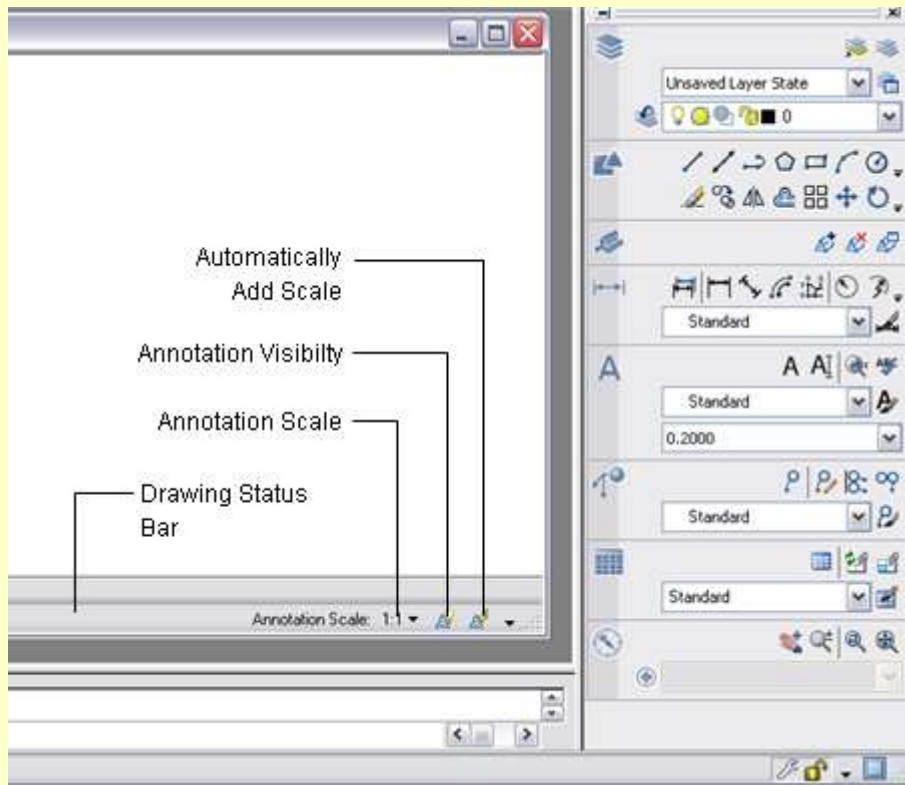 Unsaved Layer State
0
Automatically
Add Scale
Standard
Annotation Visibilty
A A A
Standard
Annotation Scale
0.2000
Drawing Status
Bar
Standard
Standard
Annotation Scale: 1:1